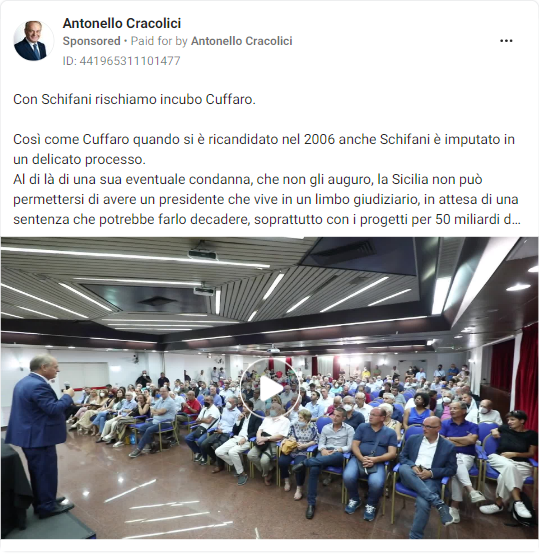 Antonello Cracolici
Sponsored • Paid for by Antonello Cracolici
ID: 441965311101477
Con Schifani rischiamo incubo Cuffaro.
Così come Cuffaro quando si è ricandidato nel 2006 anche Schifani è imputato in
un delicato processo.
Al di là di una sua eventuale condanna, che non gli auguro, la Sicilia non può
permettersi di avere un presidente che vive in un limbo giudiziario, in attesa di una
sentenza che potrebbe farlo decadere, soprattutto con i progetti per 50 miliardi d...